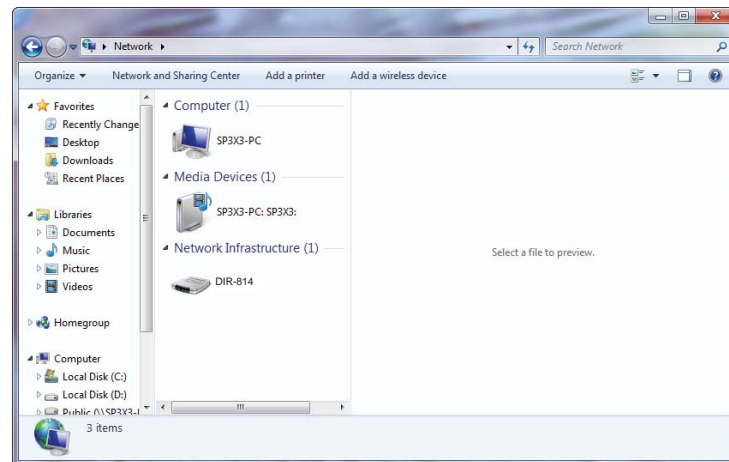 Network
Search Network
Organize
Network and Sharing Center
Add a printer
Add a wireless device
Favorites
Recently Change
Desktop
Downloads
Recent Places
Libraries
Documents
Music
Pictures
Videos
Homegroup
Computer
Local Disk (C:)
Local Disk (D:)
Public (\\SP3X3-
Computer (1)
SP3X3-PC
Media Devices (1)
SP3X3-PC: SP3X3:
Network Infrastructure (1)
DIR-814
Select a file to preview.
3 items